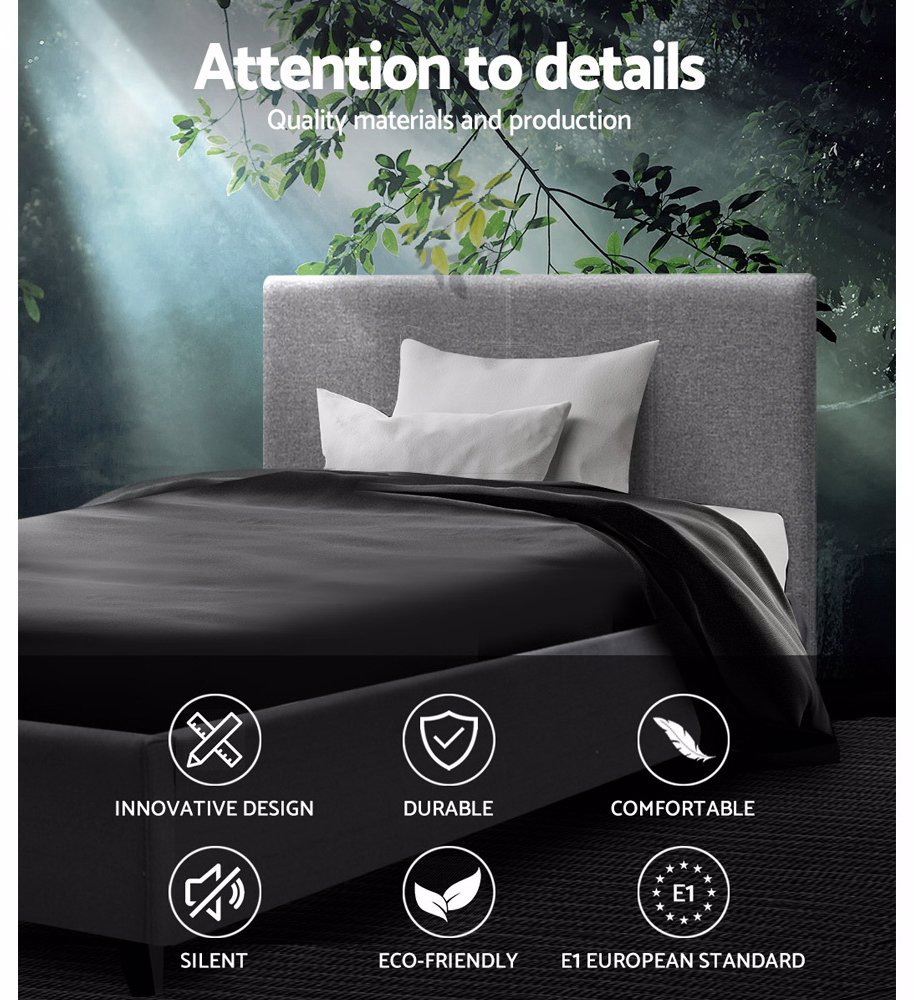 Attention to details
Quality materials and production
INNOVATIVE DESIGN
DURABLE
COMFORTABLE
E1
SILENT
ECO-FRIENDLY
E1 EUROPEAN STANDARD